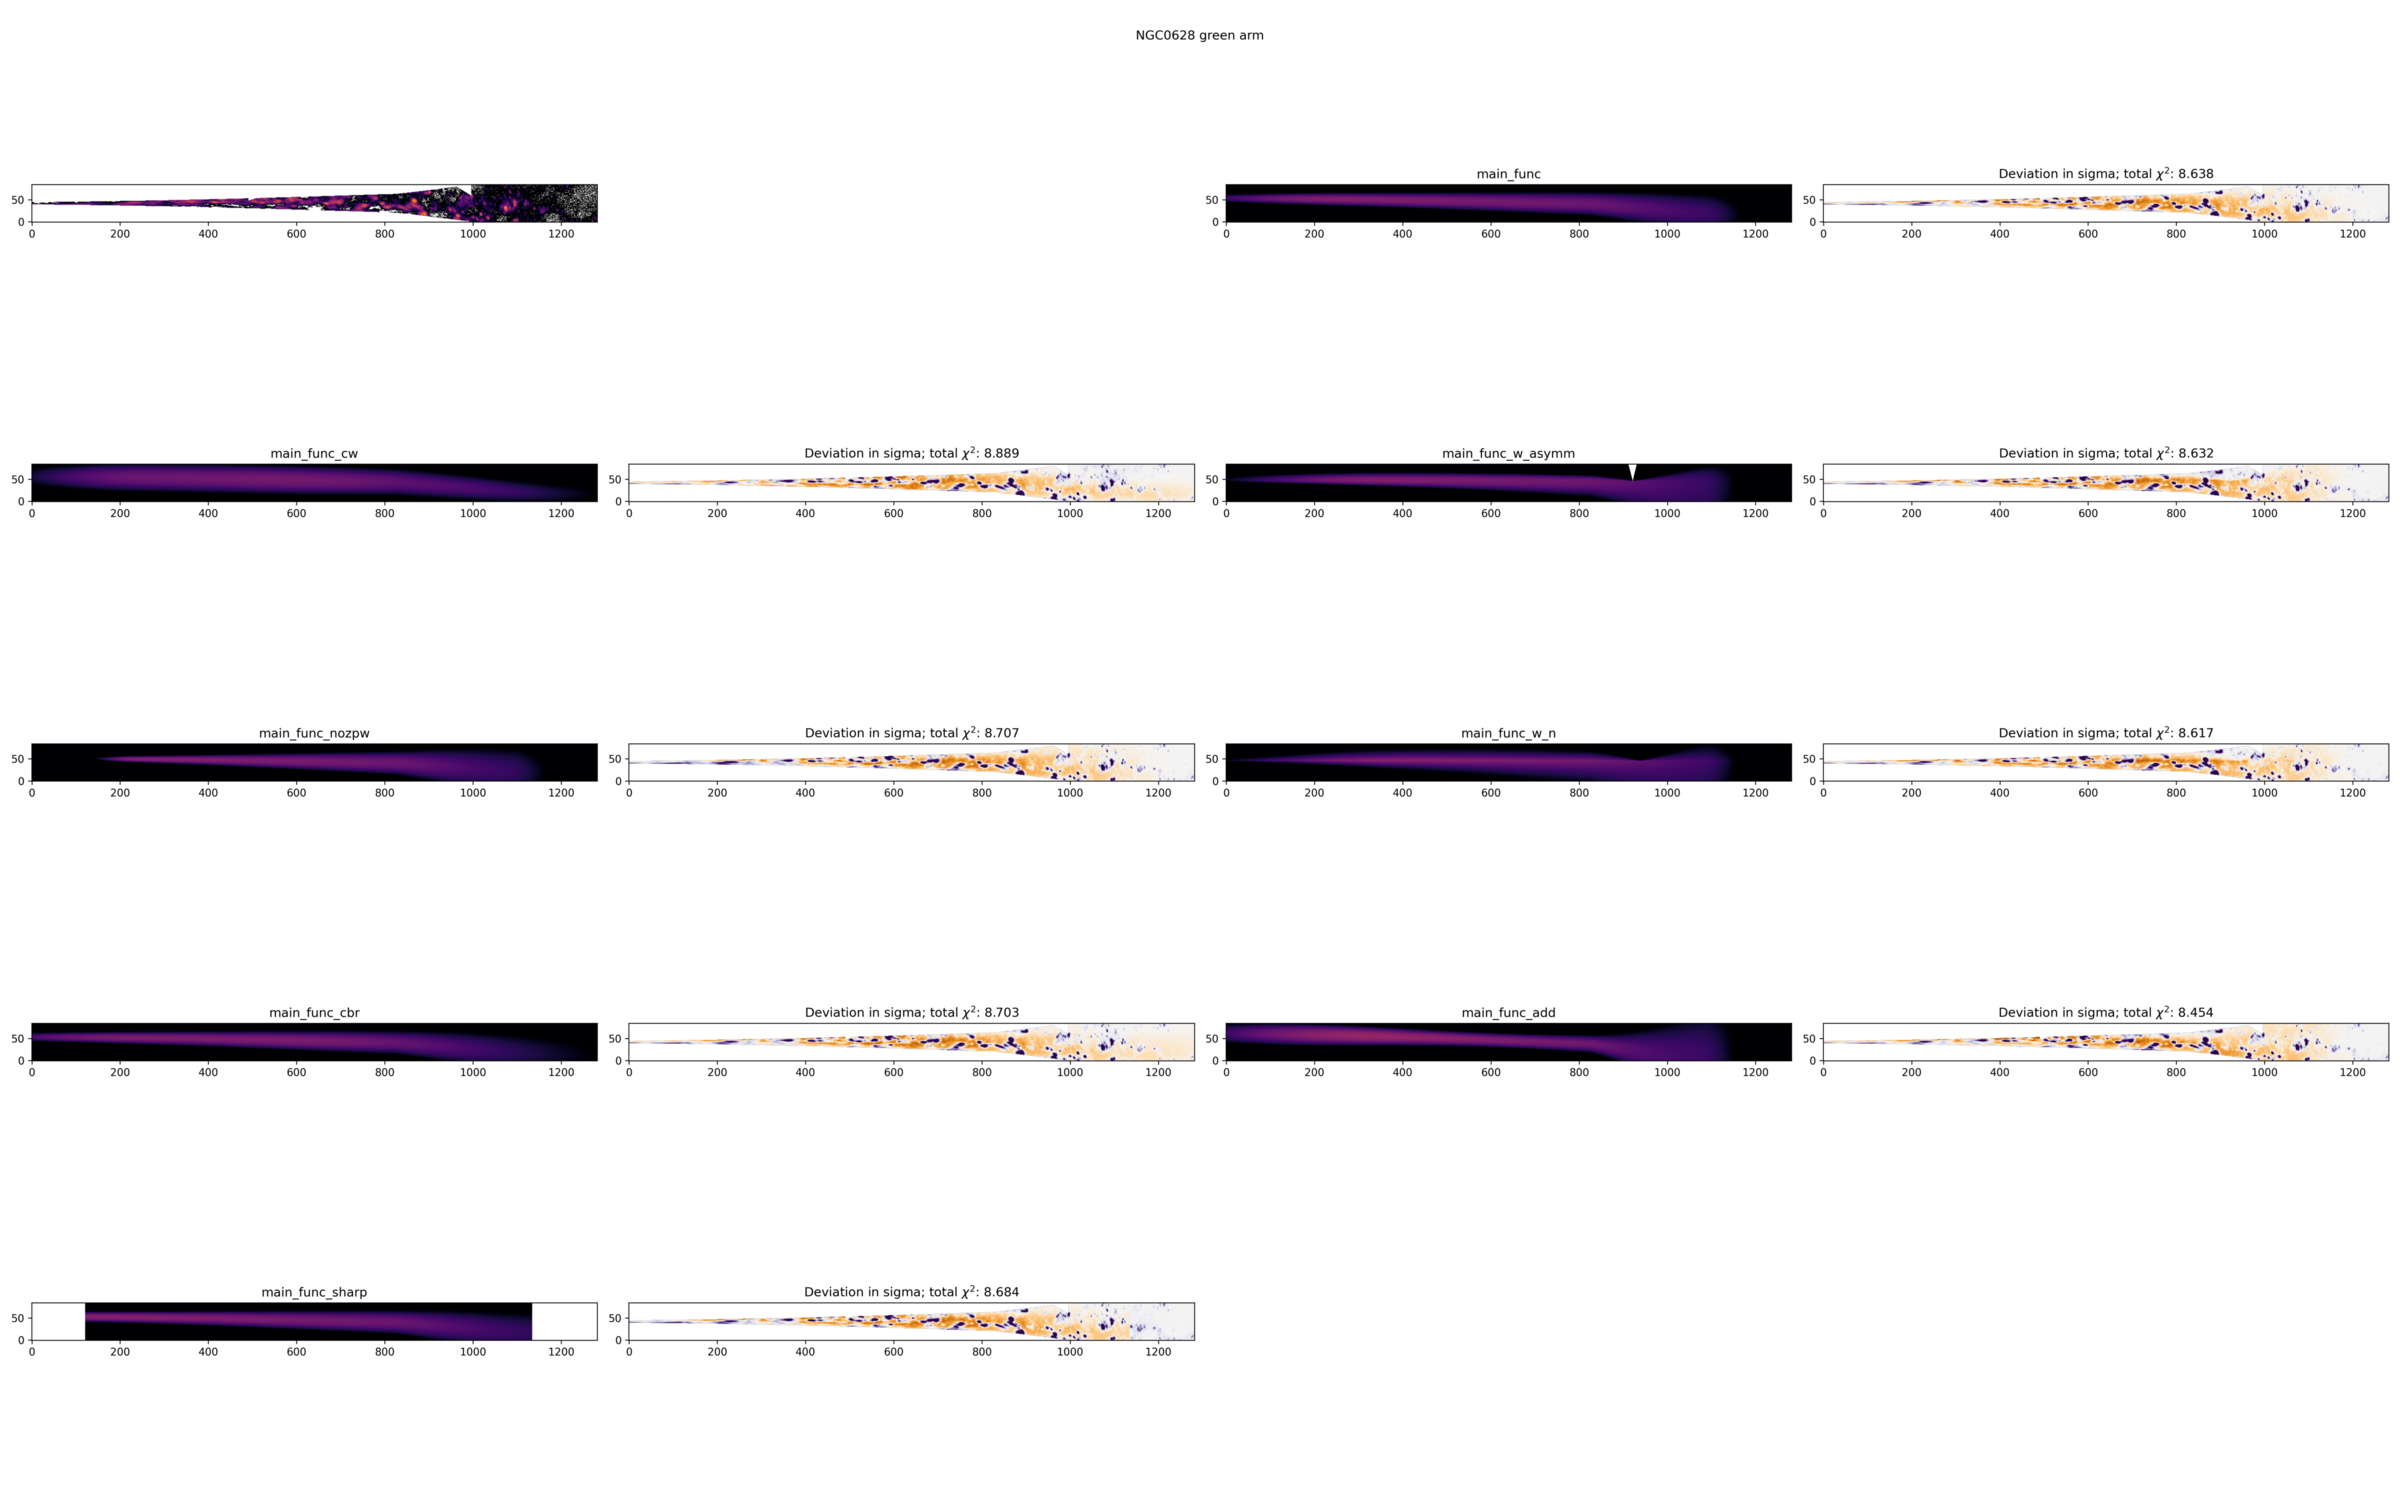 NGC0628 green arm
main_func
Deviation in sigma; total χ²: 8.638
50
0
0 200 400 600 800 1000 1200
50
0
0 200 400 600 800 1000 1200
50
0
0 200 400 600 800 1000 1200
main_func_cw
Deviation in sigma; total χ²: 8.889
main_func_w_asymm
Deviation in sigma; total χ²: 8.632
50
0
0 200 400 600 800 1000 1200
50
0
0 200 400 600 800 1000 1200
50
0
0 200 400 600 800 1000 1200
50
0
0 200 400 600 800 1000 1200
main_func_nozpw
Deviation in sigma; total χ²: 8.707
main_func_w_n
Deviation in sigma; total χ²: 8.617
50
0
0 200 400 600 800 1000 1200
50
0
0 200 400 600 800 1000 1200
50
0
0 200 400 600 800 1000 1200
50
0
0 200 400 600 800 1000 1200
main_func_cbr
Deviation in sigma; total χ²: 8.703
main_func_add
Deviation in sigma; total χ²: 8.454
50
0
0 200 400 600 800 1000 1200
50
0
0 200 400 600 800 1000 1200
50
0
0 200 400 600 800 1000 1200
50
0
0 200 400 600 800 1000 1200
main_func_sharp
Deviation in sigma; total χ²: 8.684
50
0
0 200 400 600 800 1000 1200
50
0
0 200 400 600 800 1000 1200